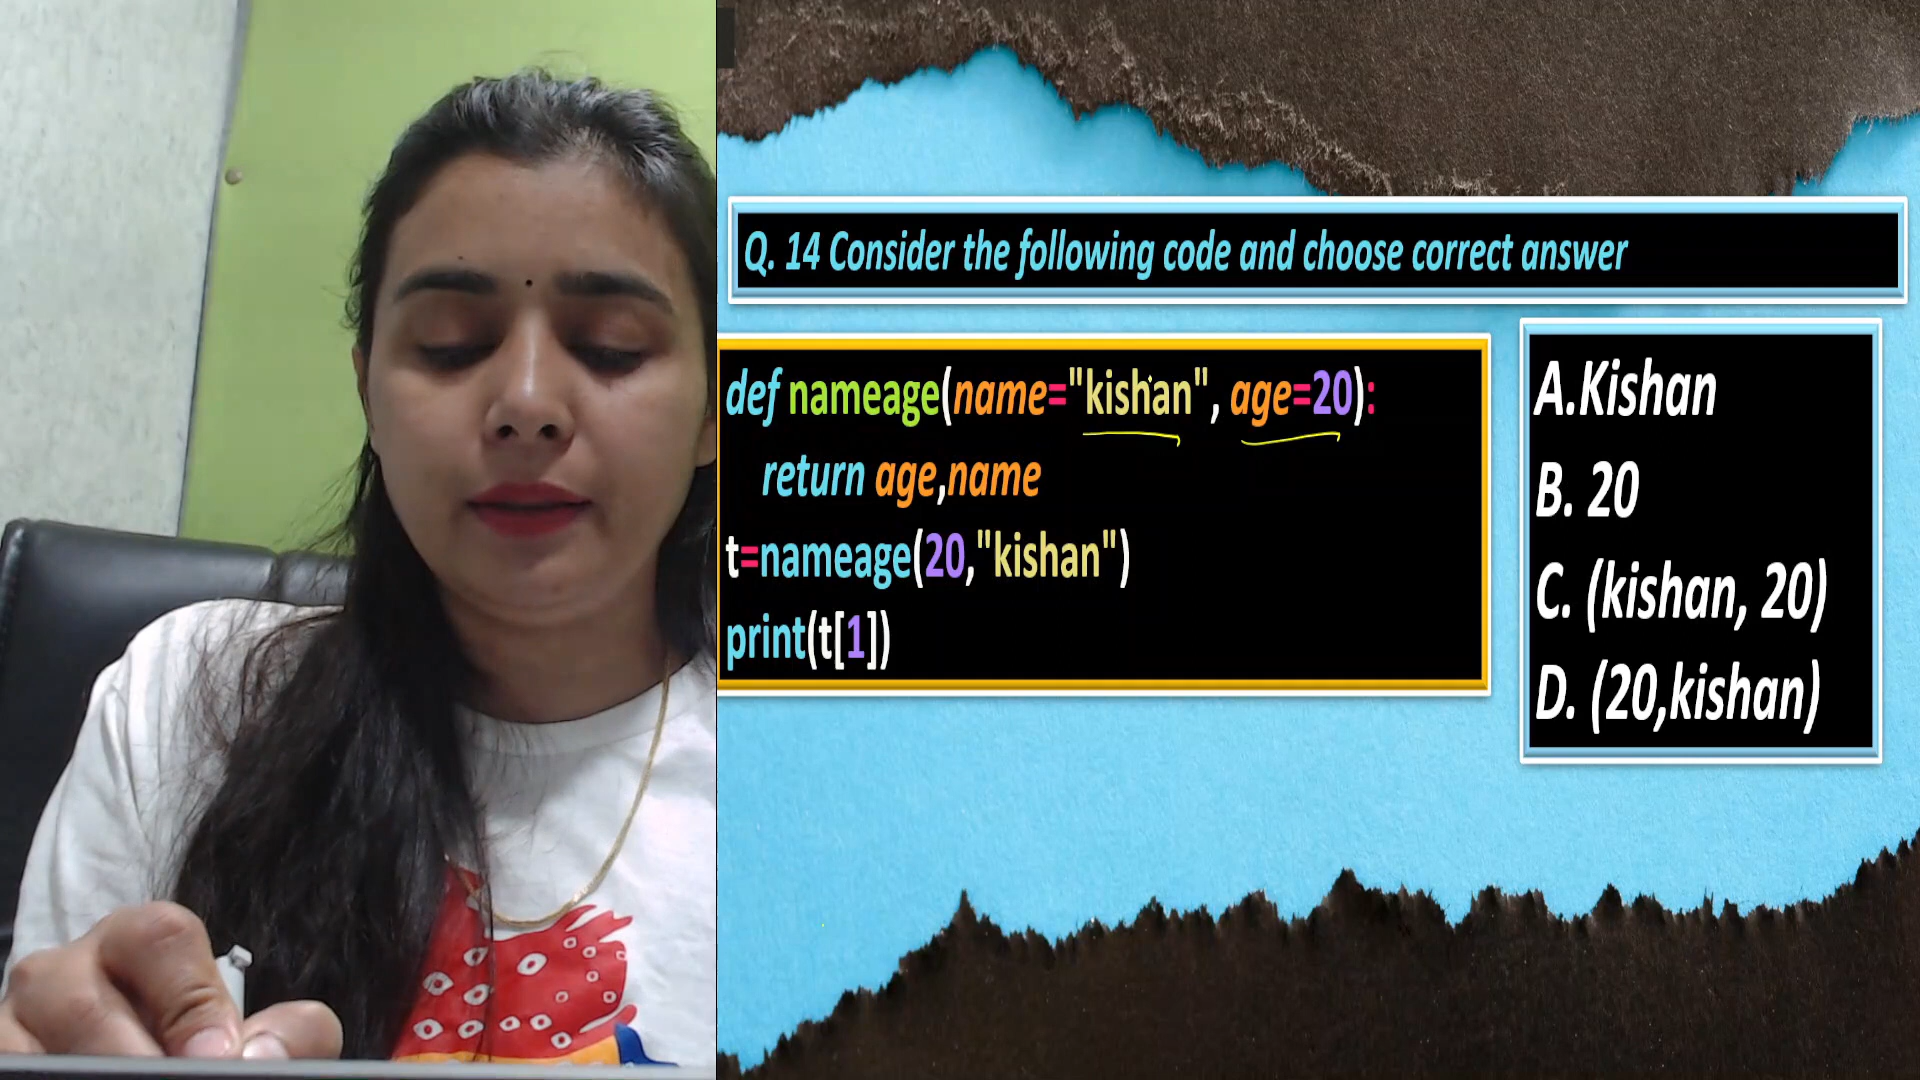 Q. 14 Consider the following code and choose correct answer
def nameage(name="kishan", age=20):
return age,name
t=nameage(20,"kishan")
print(t[1])
A.Kishan
B. 20
C. (kishan, 20)
D. (20,kishan)